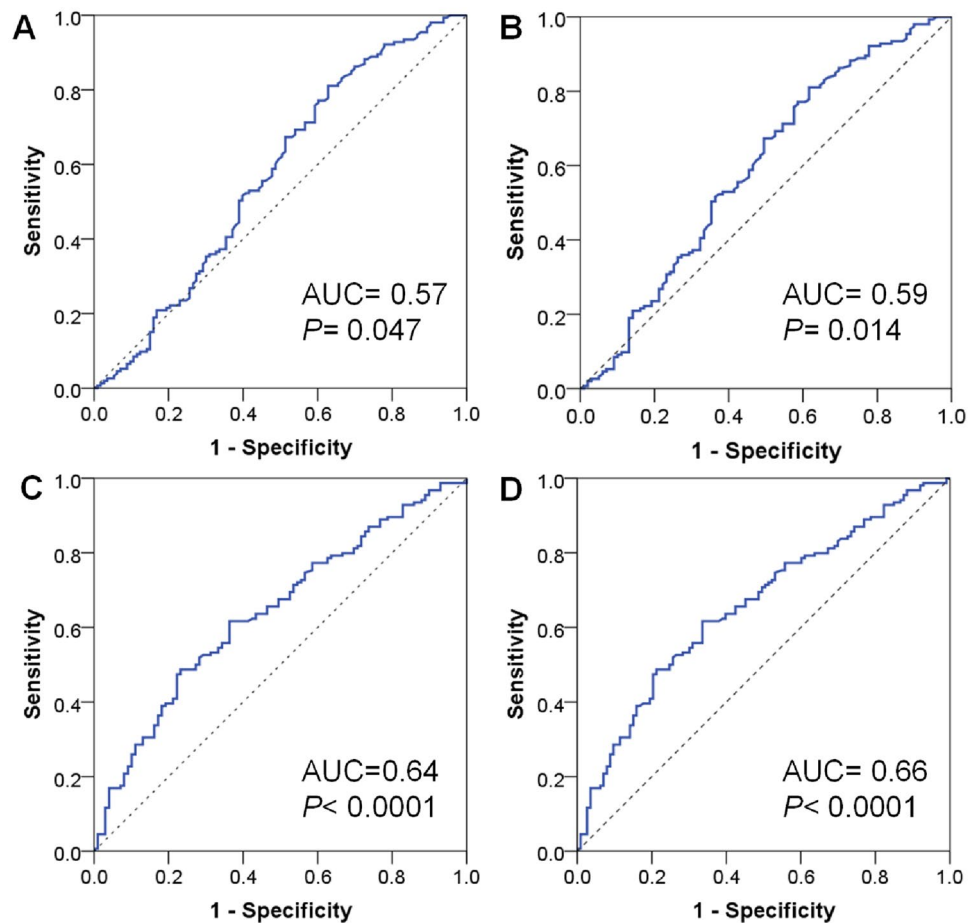 A
1.0
0.8
0.6
0.4
0.2
0.0
Sensitivity
AUC= 0.57
P= 0.047
0.0 0.2 0.4 0.6 0.8 1.0
1 - Specificity
B
1.0
0.8
0.6
0.4
0.2
0.0
Sensitivity
AUC= 0.59
P= 0.014
0.0 0.2 0.4 0.6 0.8 1.0
1 - Specificity
C
1.0
0.8
0.6
0.4
0.2
0.0
Sensitivity
AUC=0.64
P< 0.0001
0.0 0.2 0.4 0.6 0.8 1.0
1 - Specificity
D
1.0
0.8
0.6
0.4
0.2
0.0
Sensitivity
AUC= 0.66
P< 0.0001
0.0 0.2 0.4 0.6 0.8 1.0
1 - Specificity